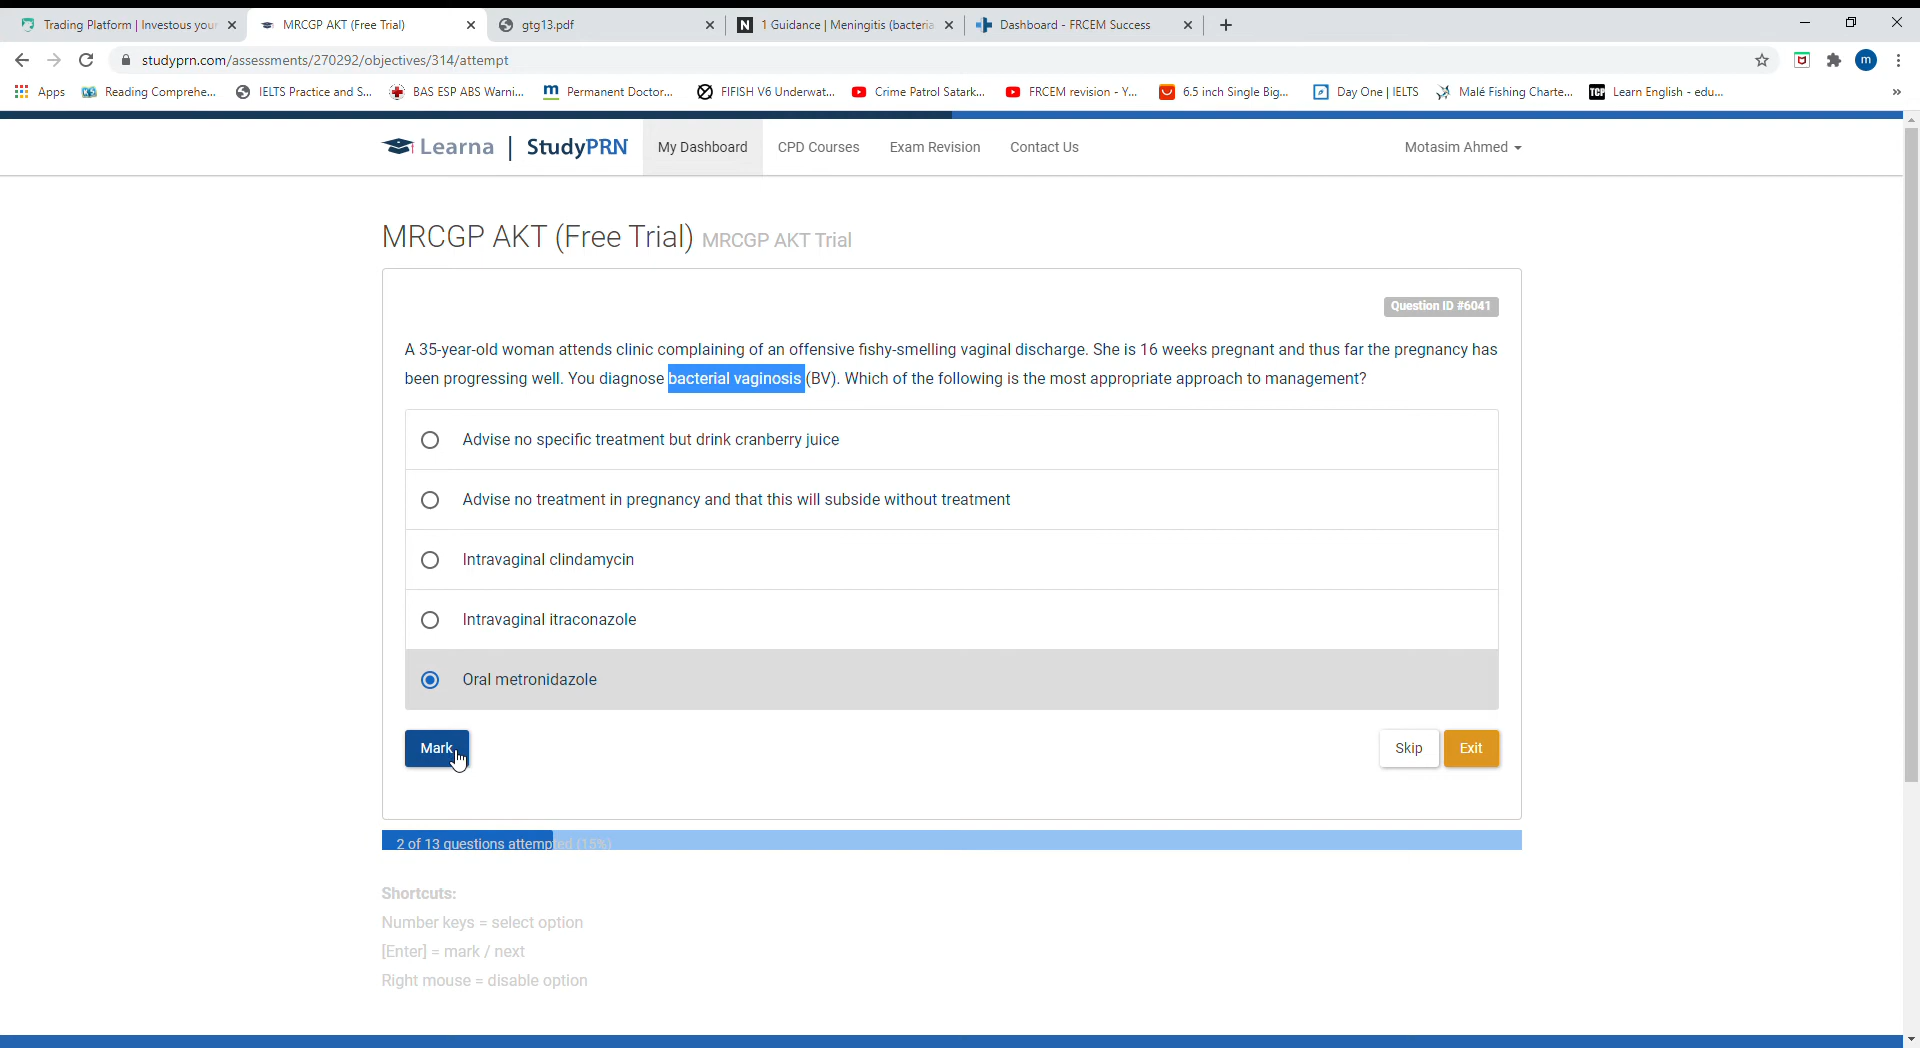 Trading Platform | Investous your
MRCGP AKT (Free Trial)
gtg13.pdf
1 Guidance | Meningitis (bacteria
Dashboard - FRCEM Success
studyprn.com/assessments/270292/objectives/314/attempt
m
Apps
Reading Comprehe...
IELTS Practice and S...
BAS ESP ABS Warni...
Permanent Doctor...
FIFISH V6 Underwat...
Crime Patrol Satark...
FRCEM revision - Y...
6.5 inch Single Big...
Day One | IELTS
Malé Fishing Charte...
TCP
Learn English - edu...
Learna | StudyPRN
My Dashboard
CPD Courses
Exam Revision
Contact Us
Motasim Ahmed
MRCGP AKT (Free Trial) MRCGP AKT Trial
Question ID #6041
A 35-year-old woman attends clinic complaining of an offensive fishy-smelling vaginal discharge. She is 16 weeks pregnant and thus far the pregnancy has
been progressing well. You diagnose bacterial vaginosis (BV). Which of the following is the most appropriate approach to management?
Advise no specific treatment but drink cranberry juice
Advise no treatment in pregnancy and that this will subside without treatment
Intravaginal clindamycin
Intravaginal itraconazole
Oral metronidazole
Mark
Skip
Exit
2 of 13 questions attempted (15%)
Shortcuts:
Number keys = select option
[Enter] = mark / next
Right mouse = disable option